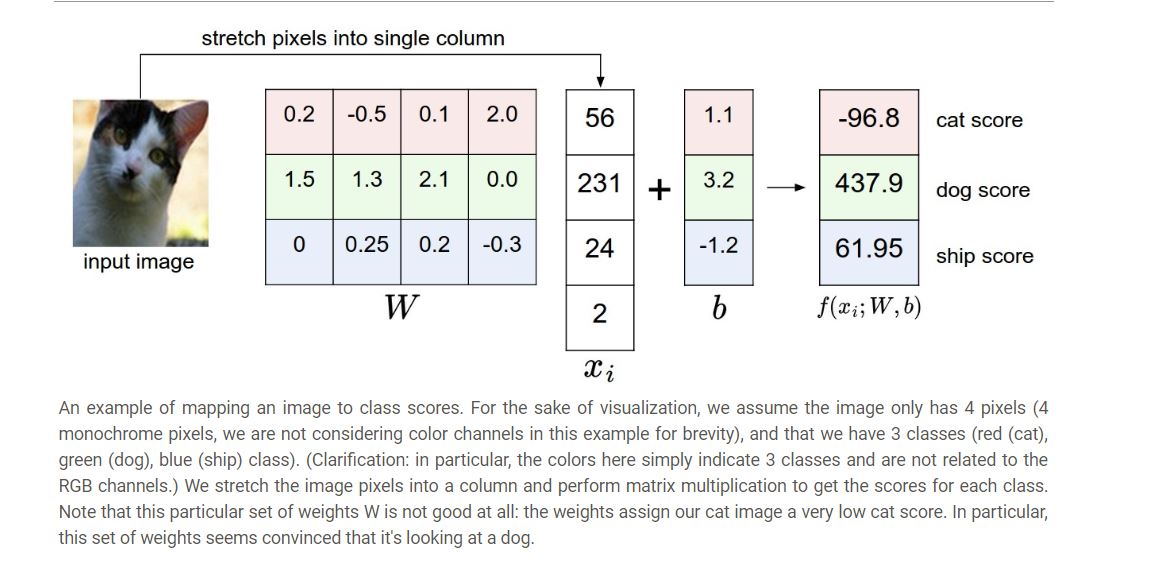 stretch pixels into single column
0.2 -0.5 0.1 2.0 56 1.1 -96.8 cat score
1.5 1.3 2.1 0.0 231 + 3.2 437.9 dog score
0 0.25 0.2 -0.3 24 -1.2 61.95 ship score
input image
W 2 b f(xᵢ; W, b)
xᵢ
An example of mapping an image to class scores. For the sake of visualization, we assume the image only has 4 pixels (4
monochrome pixels, we are not considering color channels in this example for brevity), and that we have 3 classes (red (cat),
green (dog), blue (ship) class). (Clarification: in particular, the colors here simply indicate 3 classes and are not related to the
RGB channels.) We stretch the image pixels into a column and perform matrix multiplication to get the scores for each class.
Note that this particular set of weights W is not good at all: the weights assign our cat image a very low cat score. In particular,
this set of weights seems convinced that it's looking at a dog.